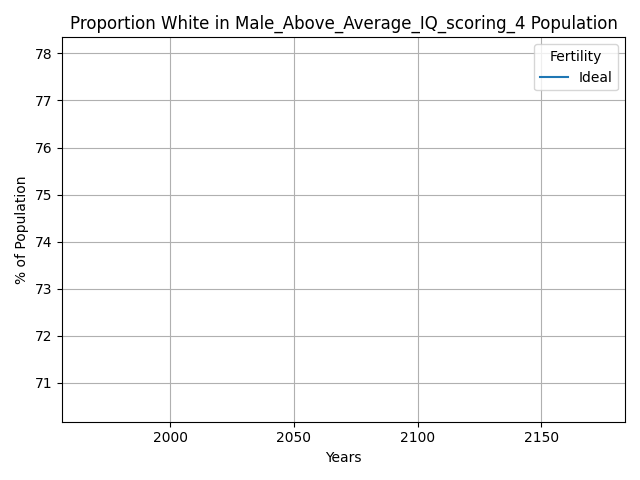 Proportion White in Male_Above_Average_IQ_scoring_4 Population
78
77
76
75
74
73
72
71
% of Population
Fertility
Ideal
2000
2050
2100
2150
Years